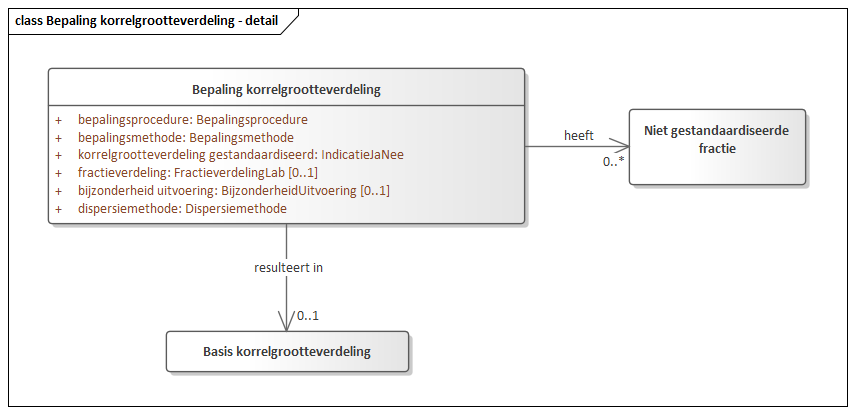 class Bepaling korrelgrootteverdeling - detail
Bepaling korrelgrootteverdeling
+ bepalingsprocedure: Bepalingsprocedure
+ bepalingsmethode: Bepalingsmethode
+ korrelgrootteverdeling gestandaardiseerd: IndicatieJaNee
+ fractieverdeling: FractieverdelingLab [0..1]
+ bijzonderheid uitvoering: BijzonderheidUitvoering [0..1]
+ dispersiemethode: Dispersiemethode
heeft
0..*
Niet gestandaardiseerde
fractie
resulteert in
0..1
Basis korrelgrootteverdeling